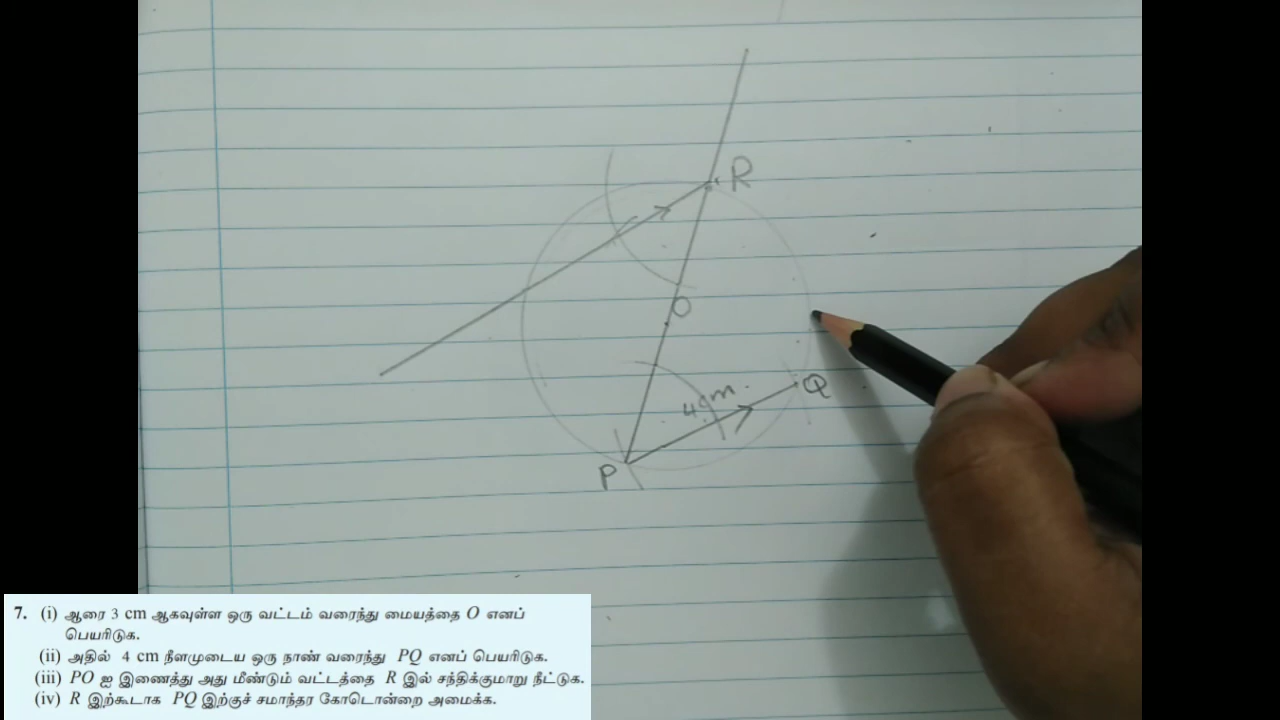 R
O
4cm.
Q
P
7. (i) ஆரை 3 cm ஆகவுள்ள ஒரு வட்டம் வரைந்து மையத்தை O எனப்
பெயரிடுக.
(ii) அதில் 4 cm நீளமுடைய ஒரு நாண் வரைந்து PQ எனப் பெயரிடுக.
(iii) PO ஐ இணைத்து அது மீண்டும் வட்டத்தை R இல் சந்திக்குமாறு நீட்டுக.
(iv) R இற்கூடாக PQ இற்குச் சமாந்தர கோடொன்றை அமைக்க.